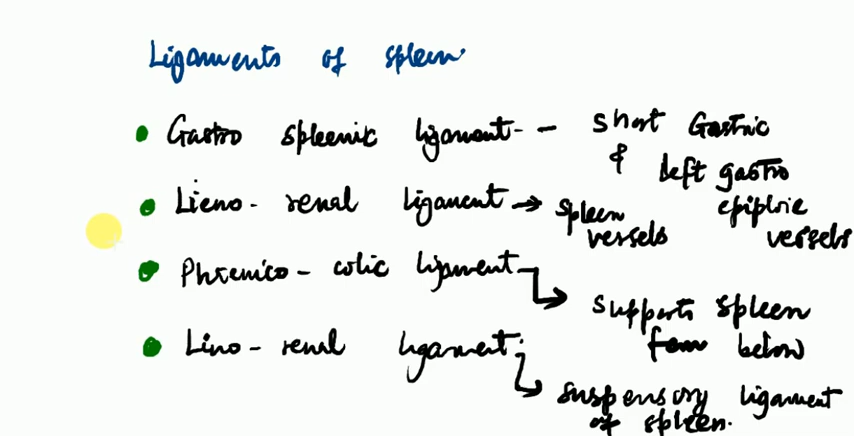 Ligaments of spleen
Gastro spleenic ligament - short Gastric
& left gastro
epiploic
vessels
Lieno-renal ligament → spleen
vessels
Phrenico-colic ligament → supports spleen
from below
Lino-renal ligament: → suspensory ligament
of spleen.